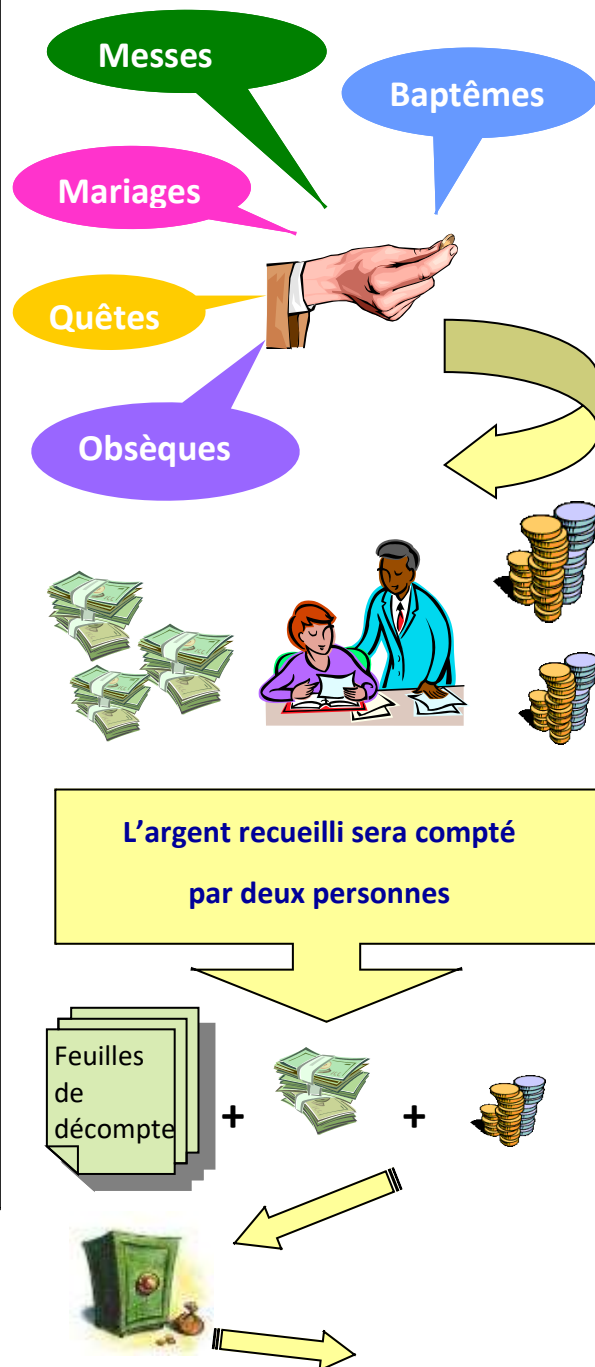 Messes
Baptêmes
Mariages
Quêtes
Obsèques
L’argent recueilli sera compté
par deux personnes
Feuilles
de
décompte
+ +